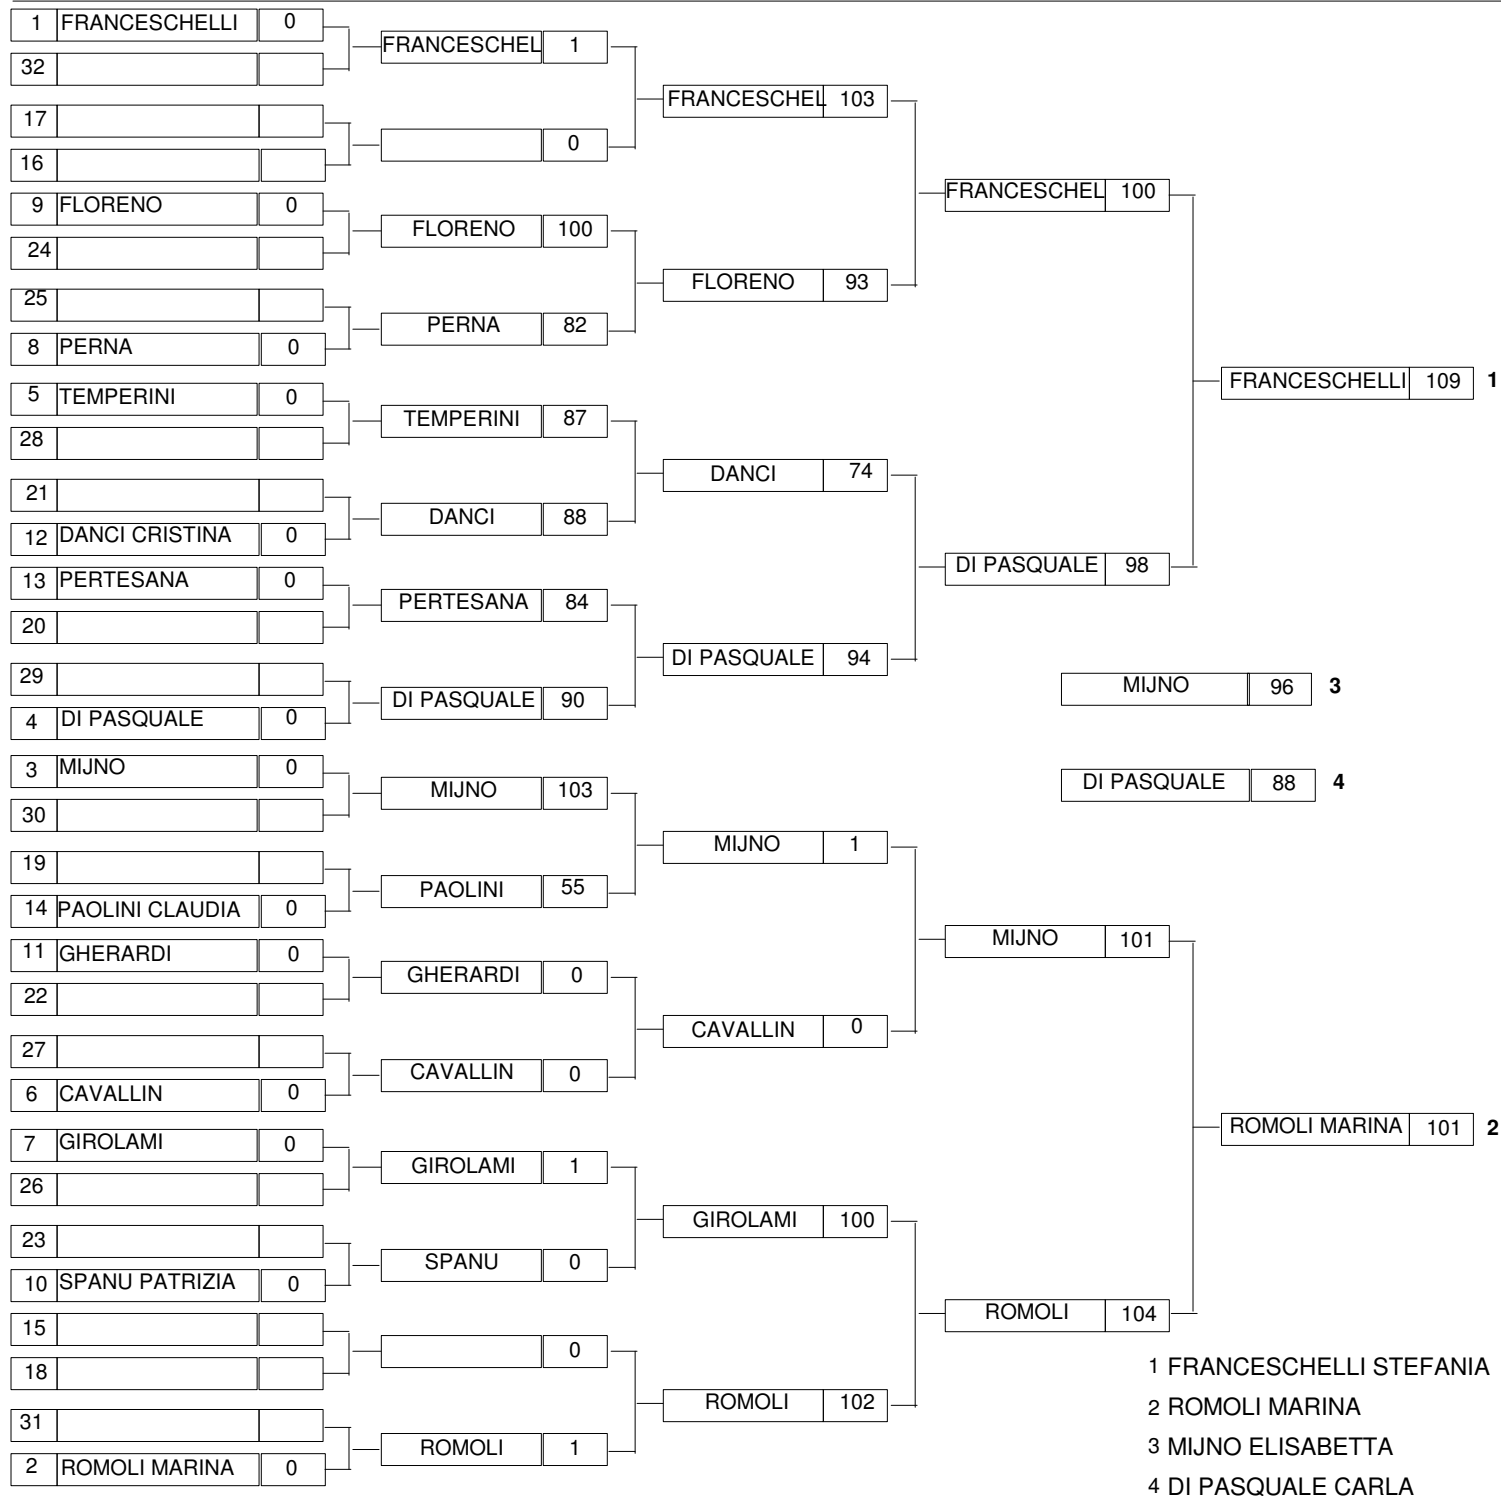 1 FRANCESCHELLI 0
32
17
16
9 FLORENO 0
24
25
8 PERNA 0
5 TEMPERINI 0
28
21
12 DANCI CRISTINA 0
13 PERTESANA 0
20
29
4 DI PASQUALE 0
3 MIJNO 0
30
19
14 PAOLINI CLAUDIA 0
11 GHERARDI 0
22
27
6 CAVALLIN 0
7 GIROLAMI 0
26
23
10 SPANU PATRIZIA 0
15
18
31
2 ROMOLI MARINA 0
FRANCESCHEL 1
0
FLORENO 100
PERNA 82
TEMPERINI 87
DANCI 88
PERTESANA 84
DI PASQUALE 90
MIJNO 103
PAOLINI 55
GHERARDI 0
CAVALLIN 0
GIROLAMI 1
SPANU 0
0
ROMOLI 1
FRANCESCHEL 103
FLORENO 93
DANCI 74
DI PASQUALE 94
MIJNO 1
CAVALLIN 0
GIROLAMI 100
ROMOLI 102
FRANCESCHEL 100
DI PASQUALE 98
MIJNO 101
ROMOLI 104
FRANCESCHELLI 109 1
ROMOLI MARINA 101 2
MIJNO 96 3
DI PASQUALE 88 4
1 FRANCESCHELLI STEFANIA
2 ROMOLI MARINA
3 MIJNO ELISABETTA
4 DI PASQUALE CARLA